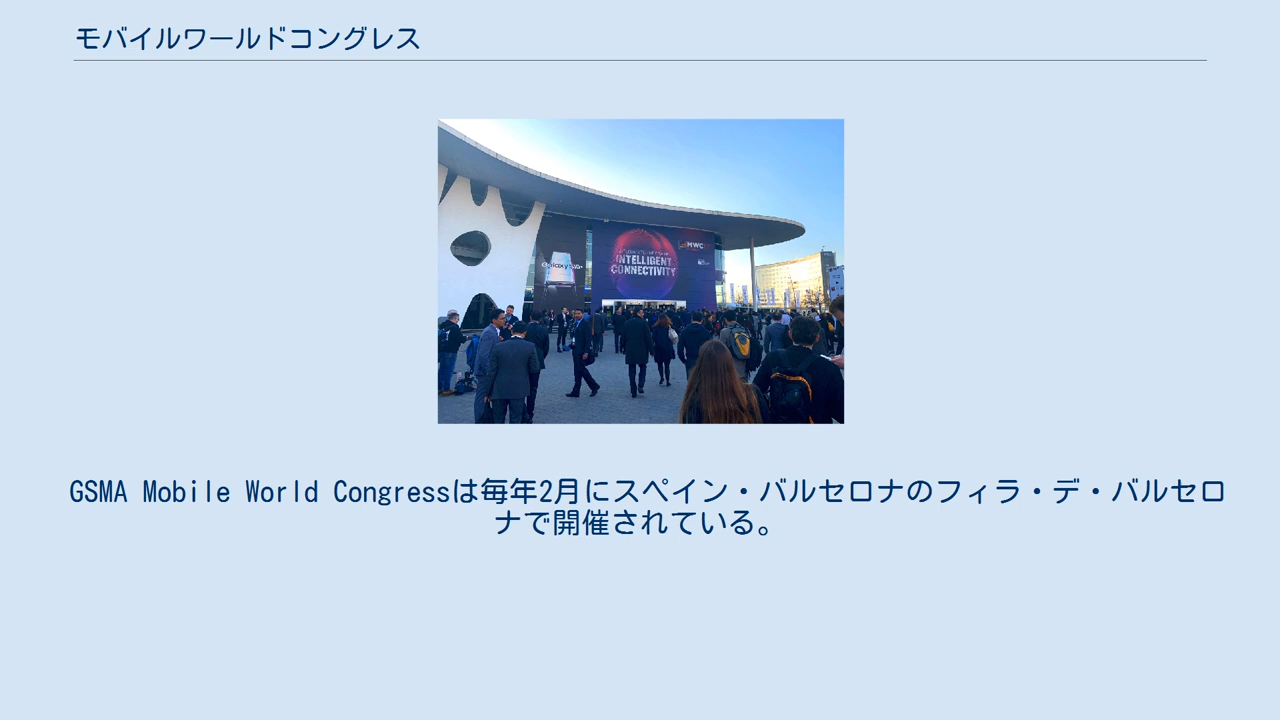 モバイルワールドコングレス
INTELLIGENT
CONNECTIVITY
MWC
GSMA Mobile World Congressは毎年2月にスペイン・バルセロナのフィラ・デ・バルセロ
ナで開催されている。